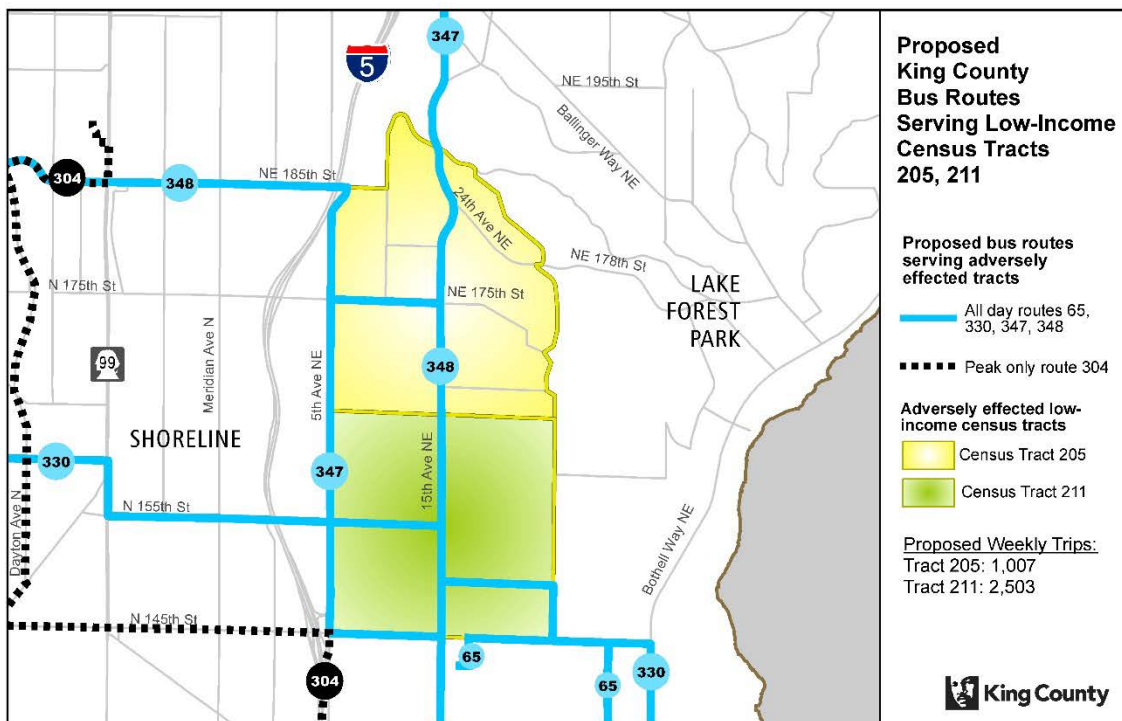 347
5
NE 195th St
Ballinger Way NE
304
348
NE 185th St
24th Ave NE
NE 178th St
N 175th St
NE 175th St
LAKE
FOREST
PARK
99
Meridian Ave N
5th Ave NE
348
SHORELINE
330
347
15th Ave NE
N 155th St
Dayton Ave N
Bothell Way NE
N 145th St
304
65
65
330
Proposed
King County
Bus Routes
Serving Low-Income
Census Tracts
205, 211
Proposed bus routes
serving adversely
effected tracts
All day routes 65,
330, 347, 348
Peak only route 304
Adversely effected low-
income census tracts
Census Tract 205
Census Tract 211
Proposed Weekly Trips:
Tract 205: 1,007
Tract 211: 2,503
King County